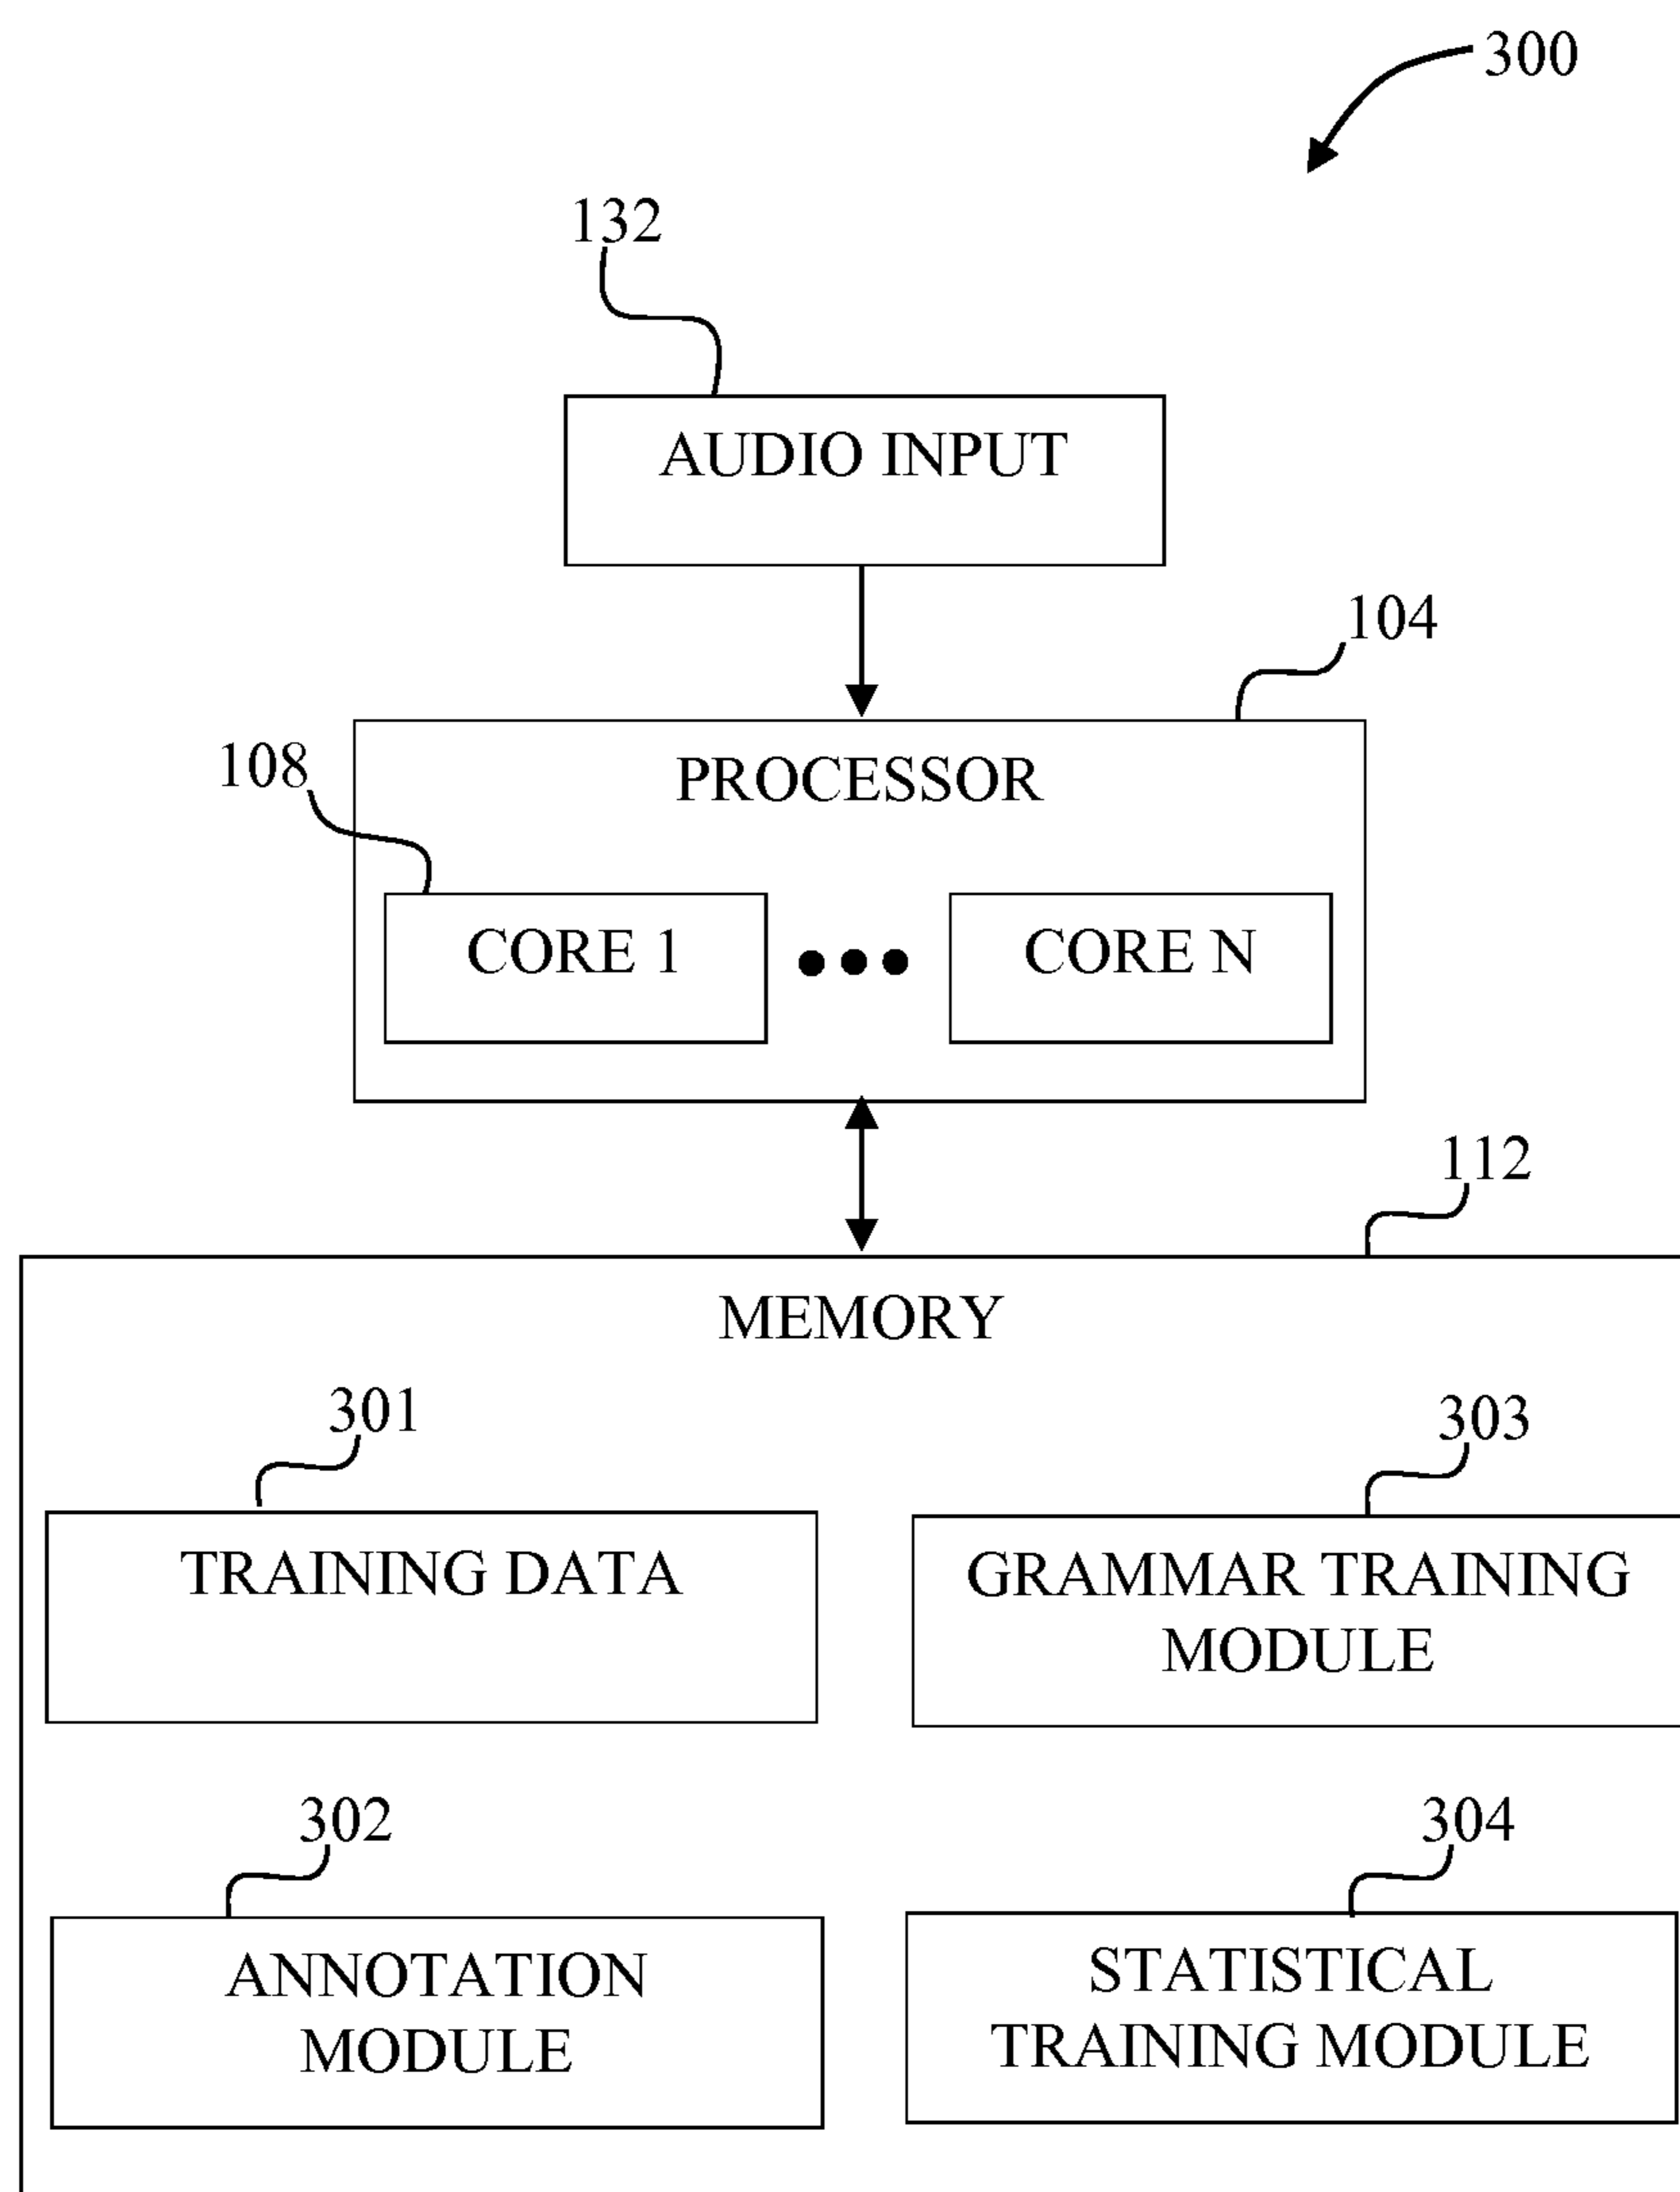 300
132
AUDIO INPUT
104
108
PROCESSOR
CORE 1
CORE N
112
MEMORY
301
303
TRAINING DATA
GRAMMAR TRAINING
MODULE
302
304
ANNOTATION
MODULE
STATISTICAL
TRAINING MODULE